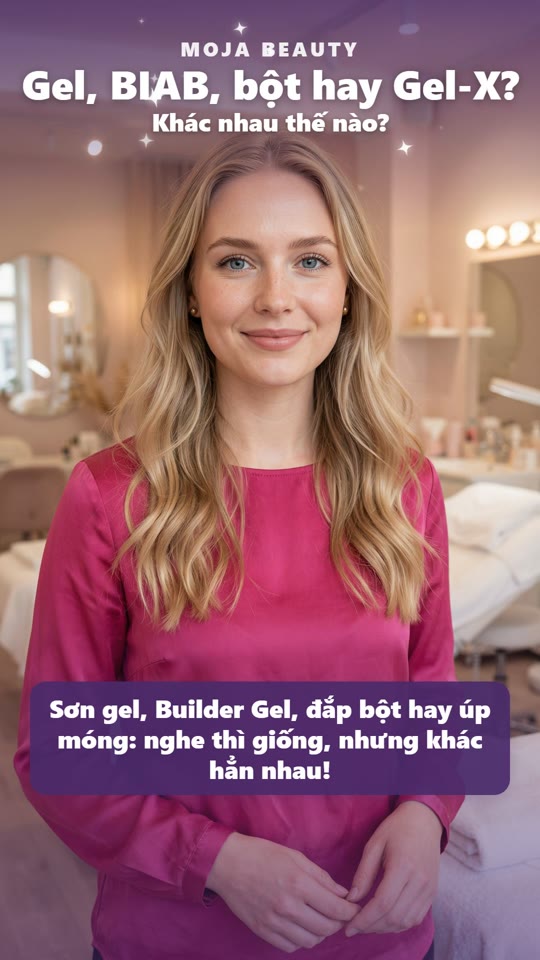 MOJA BEAUTY
Gel, BIAB, bột hay Gel-X?
Khác nhau thế nào?
Sơn gel, Builder Gel, đắp bột hay úp
móng: nghe thì giống, nhưng khác
hẳn nhau!